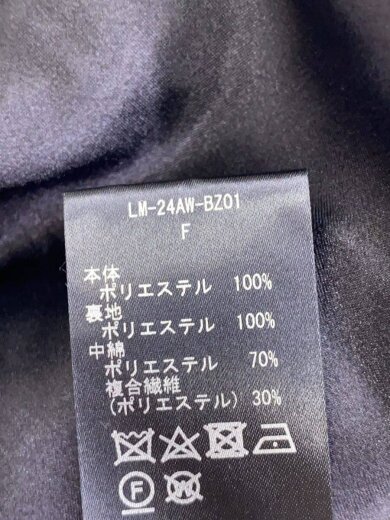 LM-24AW-BZ01
F
本体
ポリエステル 100%
裏地
ポリエステル 100%
中綿
ポリエステル 70%
複合繊維
(ポリエステル) 30%
F W